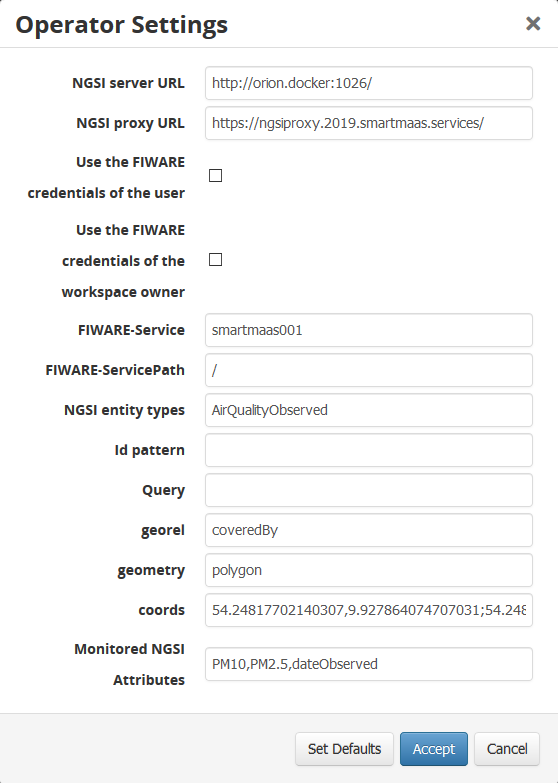 Operator Settings ×
NGSI server URL http://orion.docker:1026/
NGSI proxy URL https://ngsiproxy.2019.smartmaas.services/
Use the FIWARE
credentials of the user
Use the FIWARE
credentials of the
workspace owner
FIWARE-Service smartmaas001
FIWARE-ServicePath /
NGSI entity types AirQualityObserved
Id pattern
Query
georel coveredBy
geometry polygon
coords 54.24817702140307,9.927864074707031;54.248
Monitored NGSI
Attributes PM10,PM2.5,dateObserved
Set Defaults Accept Cancel